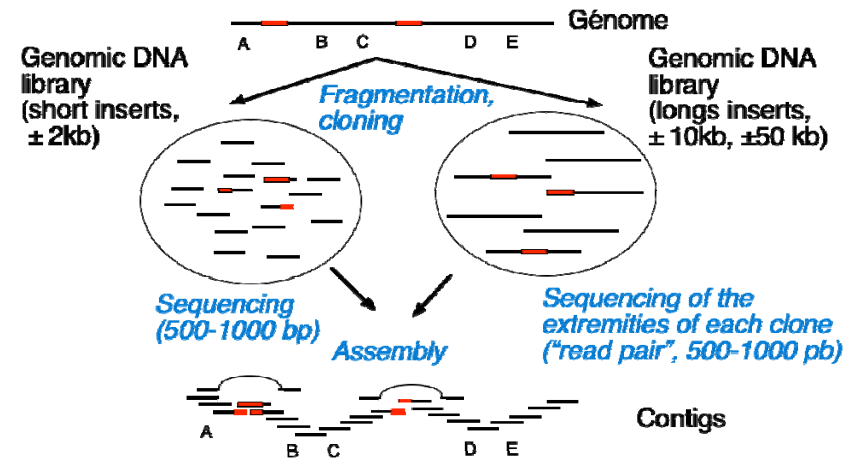 Génome
A B C D E
Genomic DNA
library
(short inserts,
± 2kb)
Fragmentation,
cloning
Genomic DNA
library
(longs inserts,
± 10kb, ±50 kb)
Sequencing
(500-1000 bp)
Assembly
Sequencing of the
extremities of each clone
("read pair", 500-1000 pb)
Contigs
A B C D E